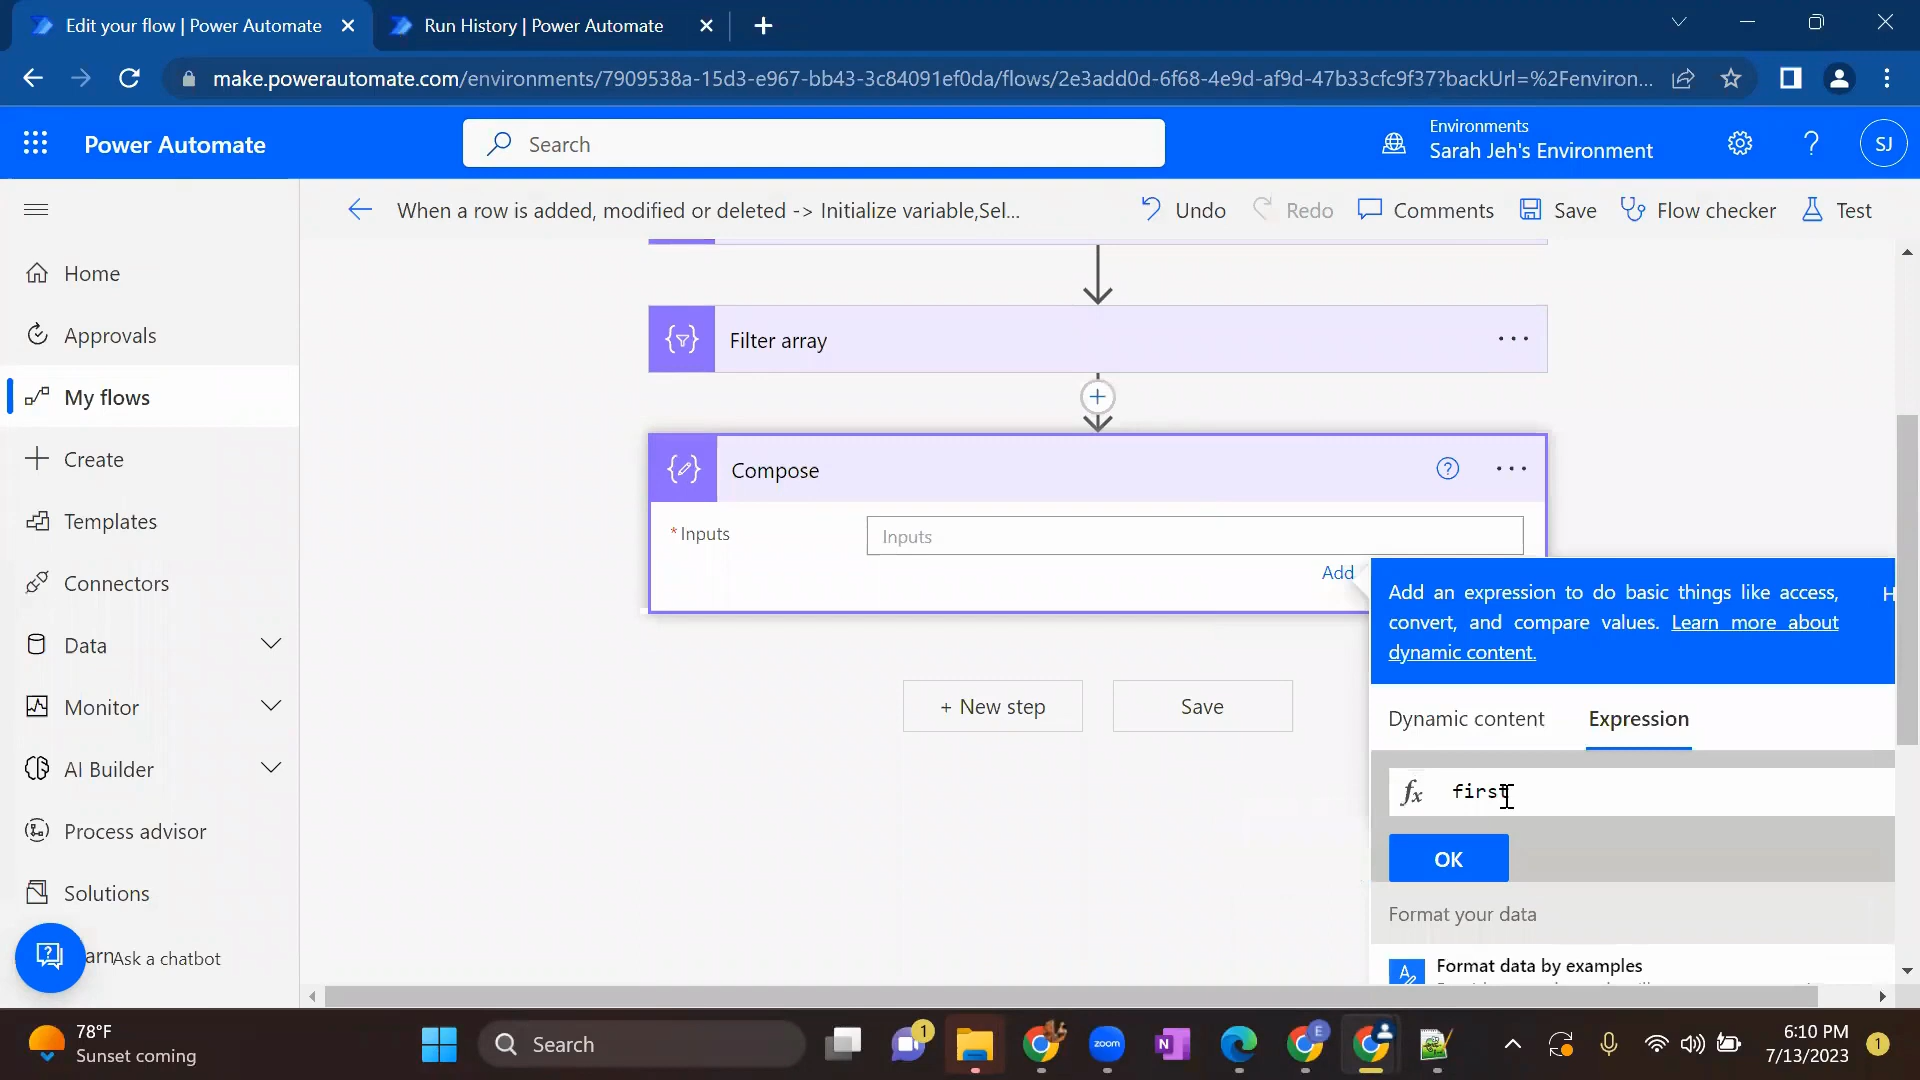 Edit your flow | Power Automate
Run History | Power Automate
make.powerautomate.com/environments/7909538a-15d3-e967-bb43-3c84091ef0da/flows/2e3add0d-6f68-4e9d-af9d-47b33cfc9f37?backUrl=%2Fenviron...
Power Automate
Search
Environments
Sarah Jeh's Environment
SJ
When a row is added, modified or deleted -> Initialize variable,Sel...
Undo
Redo
Comments
Save
Flow checker
Test
Home
Approvals
My flows
Create
Templates
Connectors
Data
Monitor
AI Builder
Process advisor
Solutions
arn
Ask a chatbot
Filter array
Compose
* Inputs
Inputs
Add
+ New step
Save
Add an expression to do basic things like access,
convert, and compare values. Learn more about
dynamic content.
H
Dynamic content
Expression
fx
first
OK
Format your data
Format data by examples
78°F
Sunset coming
Search
1
zoom
N
E
6:10 PM
7/13/2023
1